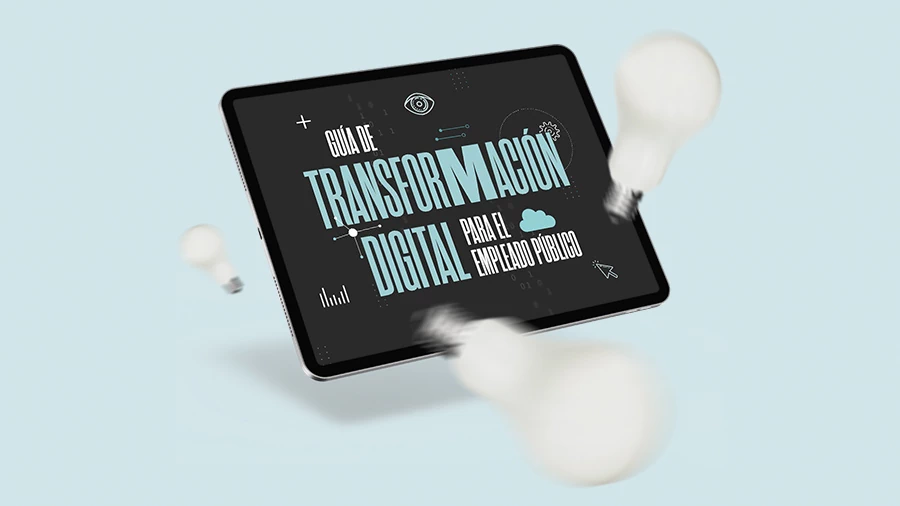 GUÍA DE
TRANSFORMACIÓN
DIGITAL
PARA EL
EMPLEADO PÚBLICO